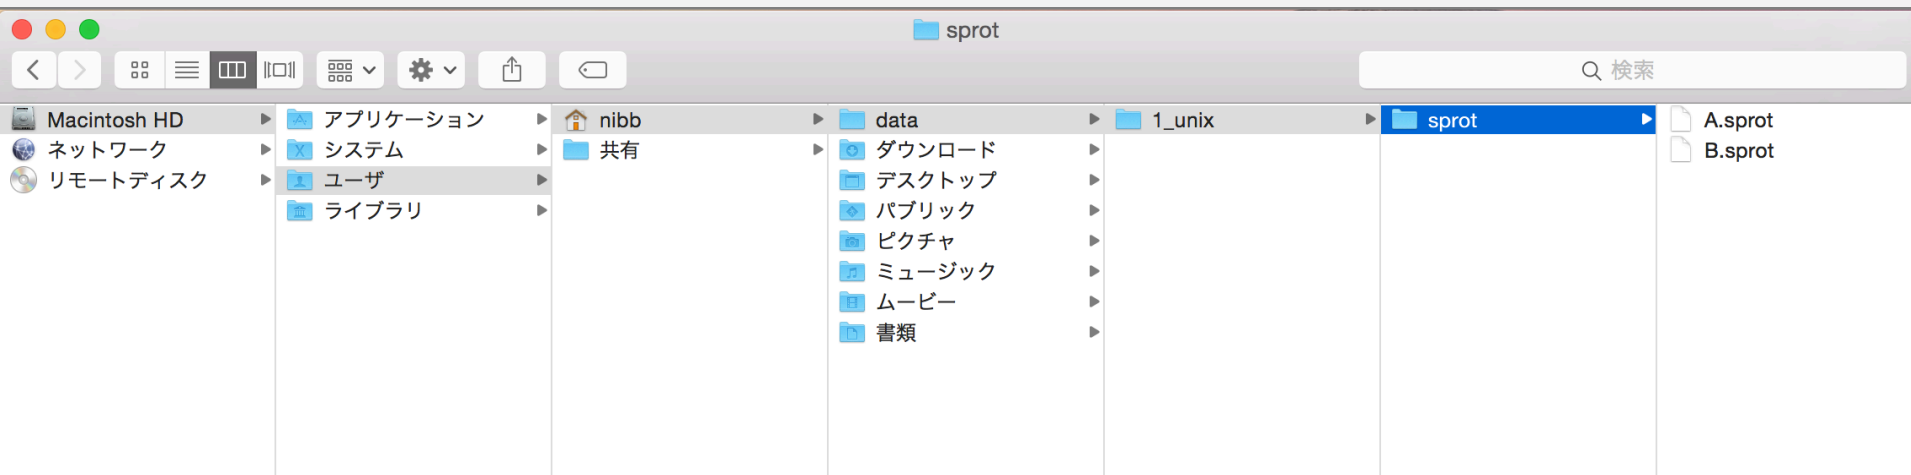 sprot
検索
Macintosh HD
ネットワーク
リモートディスク
アプリケーション
システム
ユーザ
ライブラリ
nibb
共有
data
ダウンロード
デスクトップ
パブリック
ピクチャ
ミュージック
ムービー
書類
1_unix
sprot
A.sprot
B.sprot